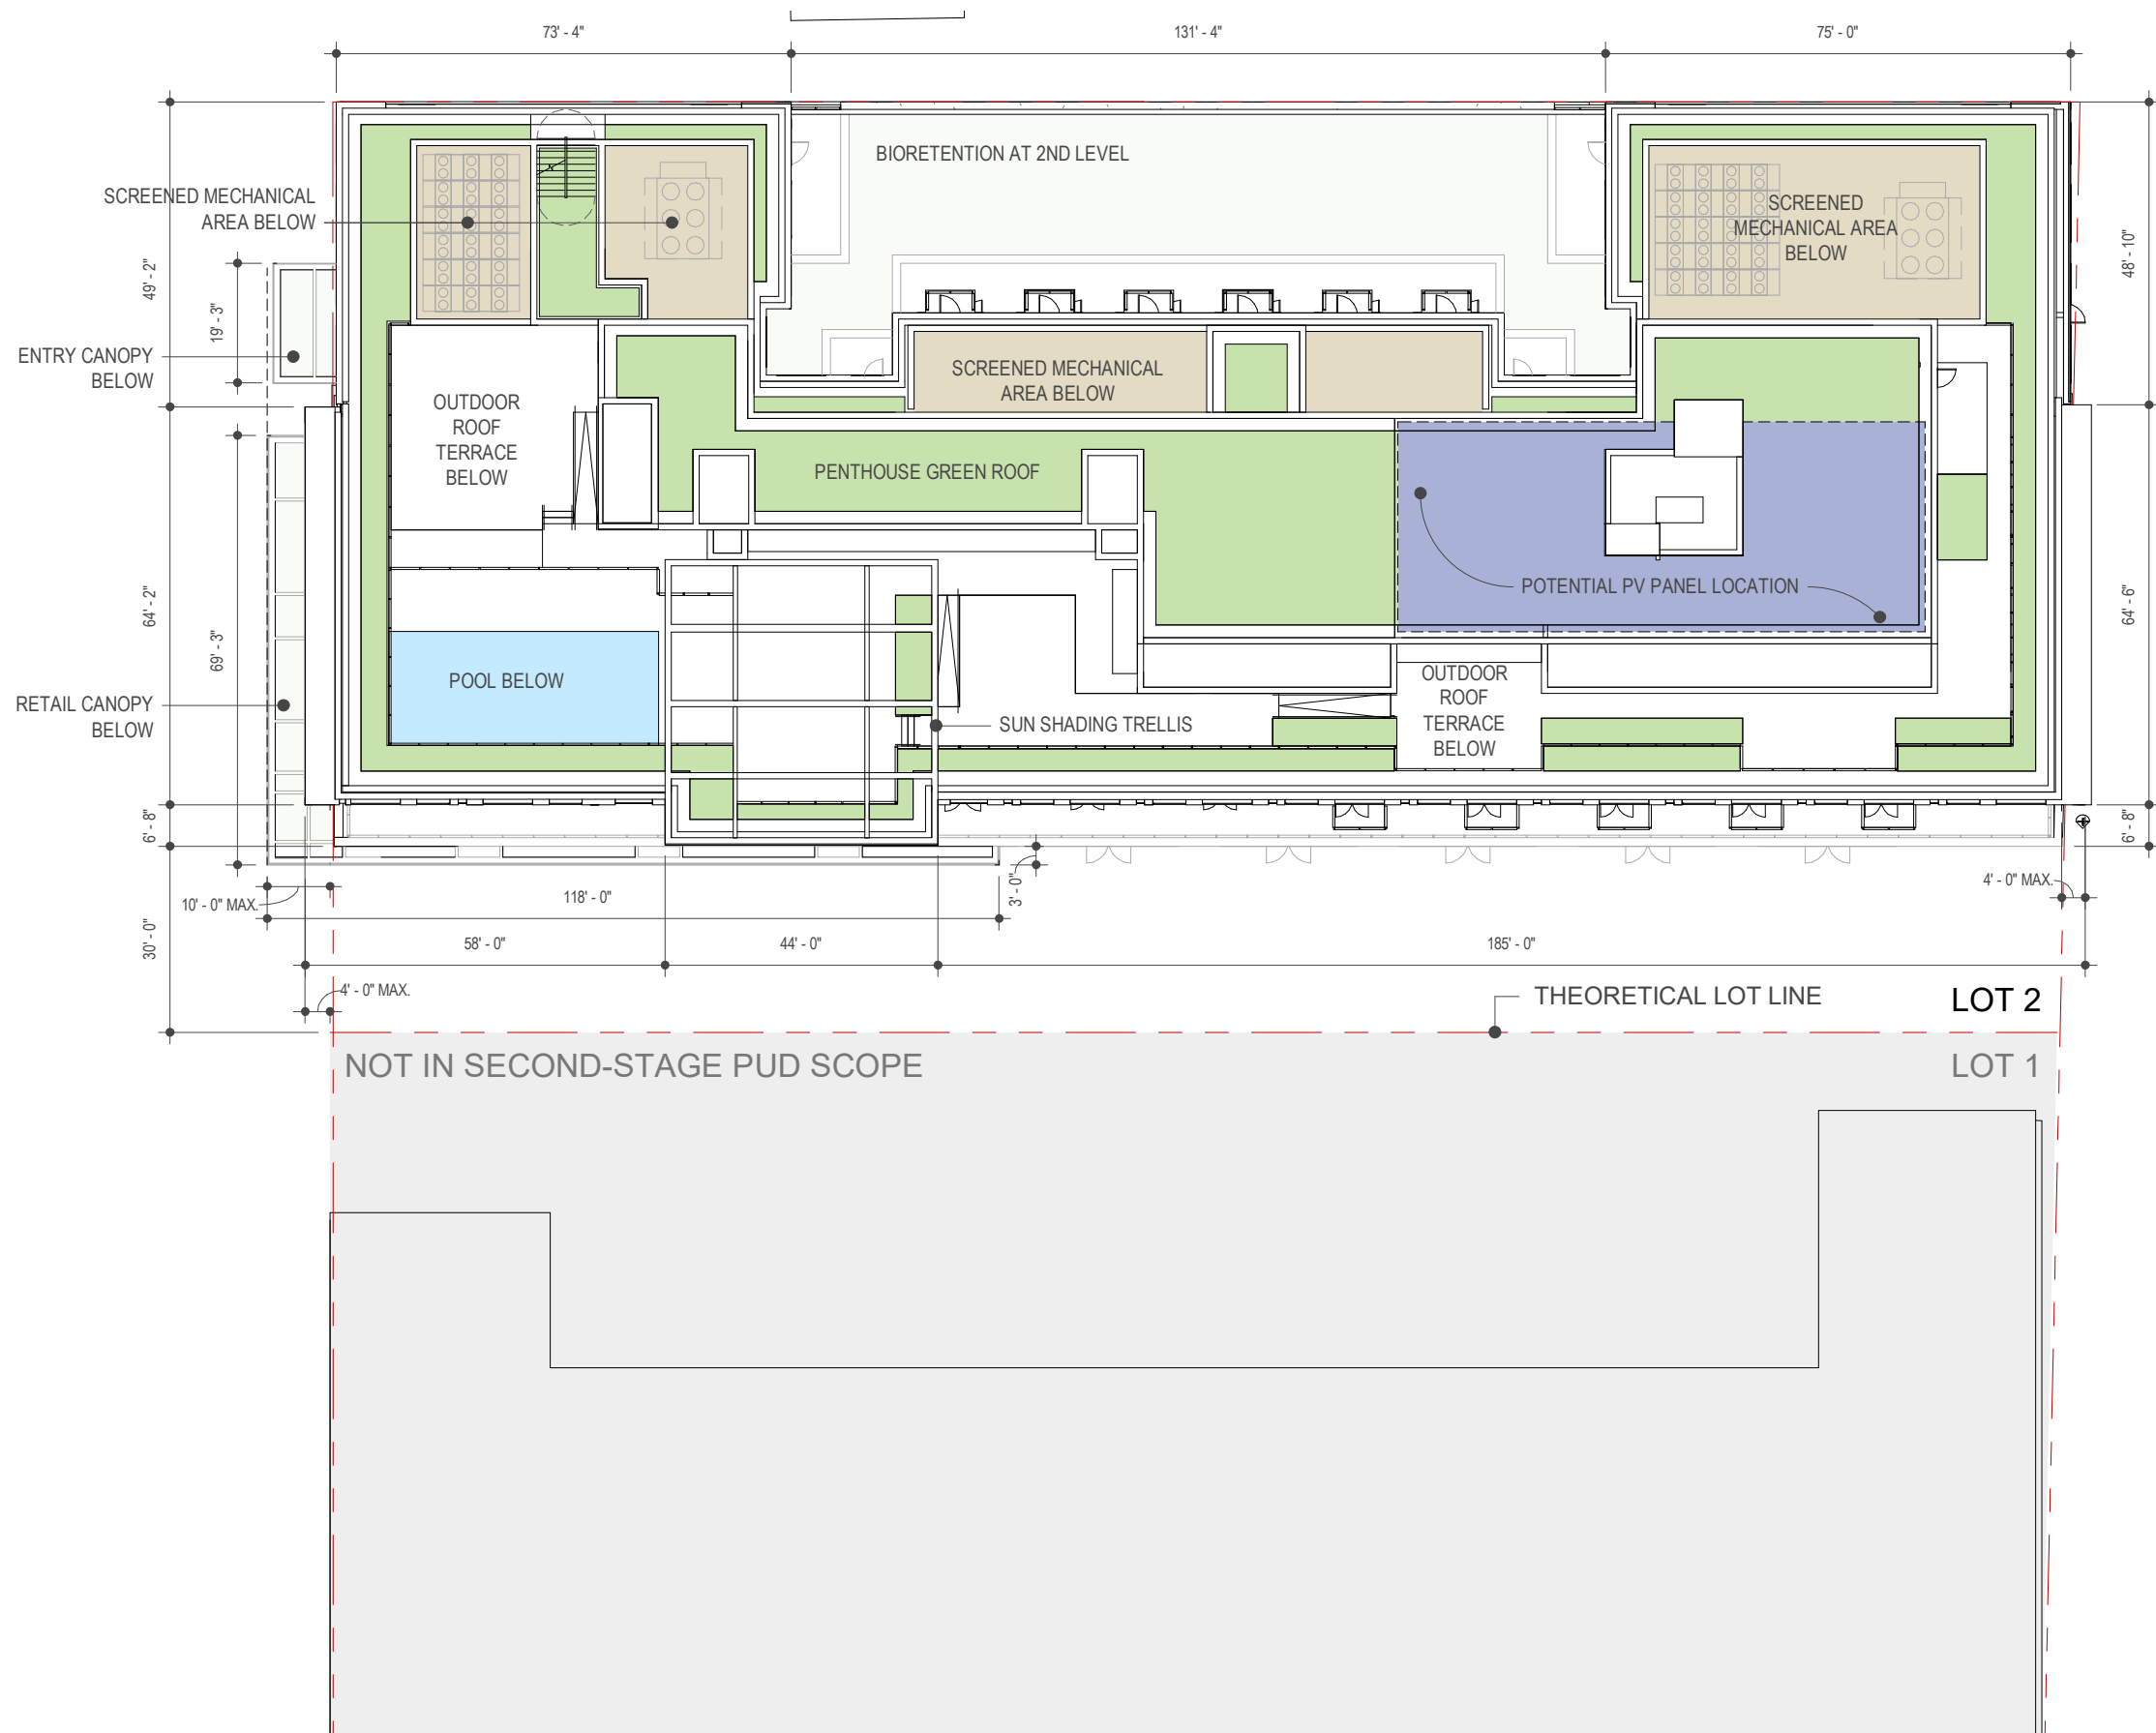 73' - 4"
131' - 4"
75' - 0"
BIORETENTION AT 2ND LEVEL
SCREENED MECHANICAL
AREA BELOW
SCREENED
MECHANICAL AREA
BELOW
49' - 2"
19' - 3"
48' - 10"
ENTRY CANOPY
BELOW
SCREENED MECHANICAL
AREA BELOW
OUTDOOR
ROOF
TERRACE
BELOW
PENTHOUSE GREEN ROOF
POTENTIAL PV PANEL LOCATION
64' - 2"
69' - 3"
64' - 6"
POOL BELOW
RETAIL CANOPY
BELOW
SUN SHADING TRELLIS
OUTDOOR
ROOF
TERRACE
BELOW
6' - 8"
6' - 8"
10' - 0" MAX.
118' - 0"
3' - 0"
4' - 0" MAX.
30' - 0"
58' - 0"
44' - 0"
185' - 0"
4' - 0" MAX.
THEORETICAL LOT LINE
LOT 2
NOT IN SECOND-STAGE PUD SCOPE
LOT 1